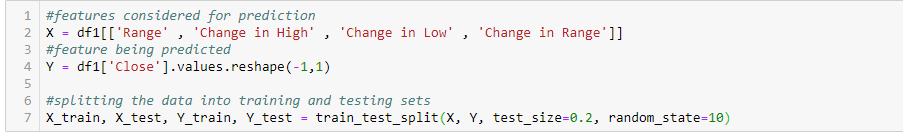 1 #features considered for prediction
2 X = df1[['Range' , 'Change in High' , 'Change in Low' , 'Change in Range']]
3 #feature being predicted
4 Y = df1['Close'].values.reshape(-1,1)
5
6 #splitting the data into training and testing sets
7 X_train, X_test, Y_train, Y_test = train_test_split(X, Y, test_size=0.2, random_state=10)